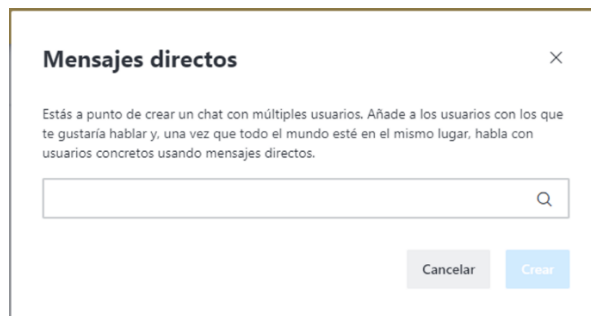 Mensajes directos
Estás a punto de crear un chat con múltiples usuarios. Añade a los usuarios con los que
te gustaría hablar y, una vez que todo el mundo esté en el mismo lugar, habla con
usuarios concretos usando mensajes directos.
Cancelar
Crear